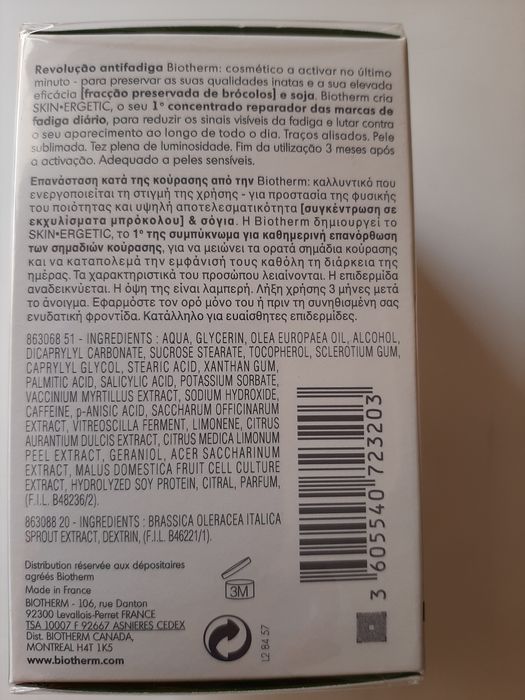 Revolução antifadiga Biotherm: cosmético a activar no último
minuto - para preservar as suas qualidades inatas e a sua elevada
eficácia [fracção preservada de brócolos] e soja. Biotherm cria
SKIN•ERGETIC, o seu 1° concentrado reparador das marcas de
fadiga diário, para reduzir os sinais visíveis da fadiga e lutar contra
o seu aparecimento ao longo de todo o dia. Traços alisados. Pele
sublimada. Tez plena de luminosidade. Fim da utilização 3 meses após
a activação. Adequado a peles sensíveis.
Επανάσταση κατά της κούρασης από την Biotherm: καλλυντικό που
ενεργοποιείται τη στιγμή της χρήσης - για προστασία της φυσικής
του ποιότητας και υψηλή αποτελεσματικότητα [συγκέντρωση σε
εκχυλίσματα μπρόκολου] & σόγια. Η Biotherm δημιουργεί το
SKIN•ERGETIC, το 1° της συμπύκνωμα για καθημερινή επανόρθωση
των σημαδιών κούρασης, για να μειώνει τα ορατά σημάδια κούρασης
και να καταπολεμά την εμφάνισή τους καθόλη τη διάρκεια της
ημέρας. Τα χαρακτηριστικά του προσώπου λειαίνονται. Η επιδερμίδα
αναδεικνύεται. Η όψη της είναι λαμπερή. Λήξη χρήσης 3 μήνες μετά
το άνοιγμα. Εφαρμόστε τον ορό μόνο του ή πριν τη συνηθισμένη σας
ενυδατική φροντίδα. Κατάλληλο για ευαίσθητες επιδερμίδες.
863068 51 - INGREDIENTS : AQUA, GLYCERIN, OLEA EUROPAEA OIL, ALCOHOL,
DICAPRYLYL CARBONATE, SUCROSE STEARATE, TOCOPHEROL, SCLEROTIUM GUM,
CAPRYLYL GLYCOL, STEARIC ACID, XANTHAN GUM,
PALMITIC ACID, SALICYLIC ACID, POTASSIUM SORBATE,
VACCINIUM MYRTILLUS EXTRACT, SODIUM HYDROXIDE,
CAFFEINE, p-ANISIC ACID, SACCHARUM OFFICINARUM
EXTRACT, VITREOSCILLA FERMENT, LIMONENE, CITRUS
AURANTIUM DULCIS EXTRACT, CITRUS MEDICA LIMONUM
PEEL EXTRACT, GERANIOL, ACER SACCHARINUM
EXTRACT, MALUS DOMESTICA FRUIT CELL CULTURE
EXTRACT, HYDROLYZED SOY PROTEIN, CITRAL, PARFUM,
(F.I.L. B48236/2).
863088 20 - INGREDIENTS : BRASSICA OLERACEA ITALICA
SPROUT EXTRACT, DEXTRIN, (F.I.L. B46221/1).
Distribution réservée aux dépositaires
agréés Biotherm
Made in France
BIOTHERM - 106, rue Danton
92300 Levallois-Perret FRANCE
TSA 10007 F 92667 ASNIERES CEDEX
Dist. BIOTHERM CANADA,
MONTREAL H4T 1K5
www.biotherm.com
3M
L2 84 57
3 605540 723203